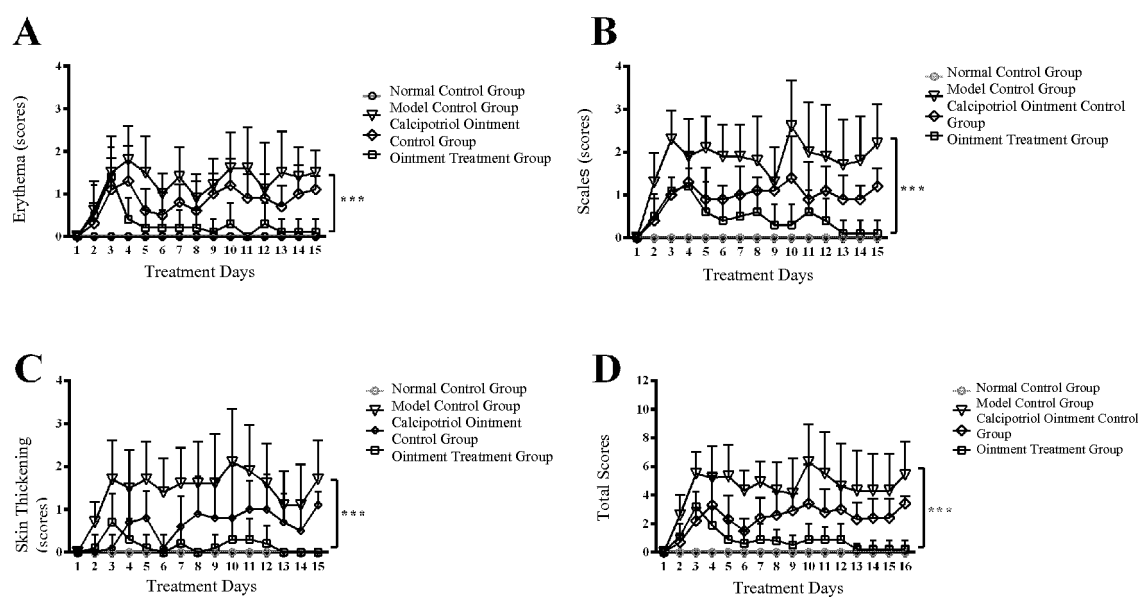 A
Erythema (scores)
4
3
2
1
0
1 2 3 4 5 6 7 8 9 10 11 12 13 14 15
Treatment Days
Normal Control Group
Model Control Group
Calcipotriol Ointment
Control Group
Ointment Treatment Group
***
B
Scales (scores)
4
3
2
1
0
1 2 3 4 5 6 7 8 9 10 11 12 13 14 15
Treatment Days
Normal Control Group
Model Control Group
Calcipotriol Ointment Control
Group
Ointment Treatment Group
***
C
Skin Thickening
(scores)
4
3
2
1
0
1 2 3 4 5 6 7 8 9 10 11 12 13 14 15
Treatment Days
Normal Control Group
Model Control Group
Calcipotriol Ointment
Control Group
Ointment Treatment Group
***
D
Total Scores
12
10
8
6
4
2
0
1 2 3 4 5 6 7 8 9 10 11 12 13 14 15 16
Treatment Days
Normal Control Group
Model Control Group
Calcipotriol Ointment Control
Group
Ointment Treatment Group
***